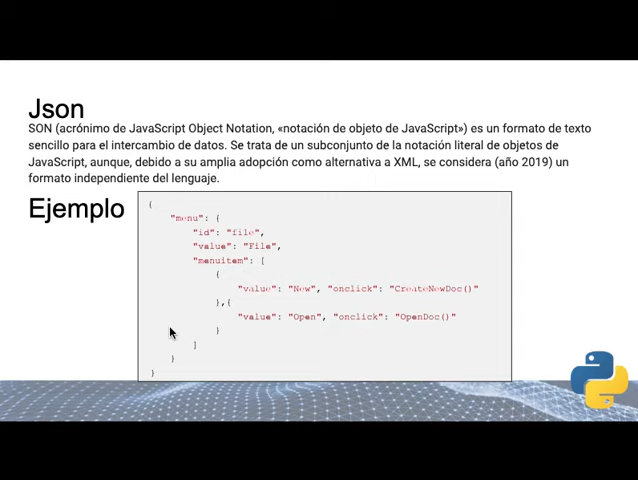 Json
SON (acrónimo de JavaScript Object Notation, «notación de objeto de JavaScript») es un formato de texto
sencillo para el intercambio de datos. Se trata de un subconjunto de la notación literal de objetos de
JavaScript, aunque, debido a su amplia adopción como alternativa a XML, se considera (año 2019) un
formato independiente del lenguaje.
Ejemplo
{
"menu": {
"id": "file",
"value": "File",
"menuitem": [
{
"value": "New", "onclick": "CreateNewDoc()"
},{
"value": "Open", "onclick": "OpenDoc()"
}
]
}
}